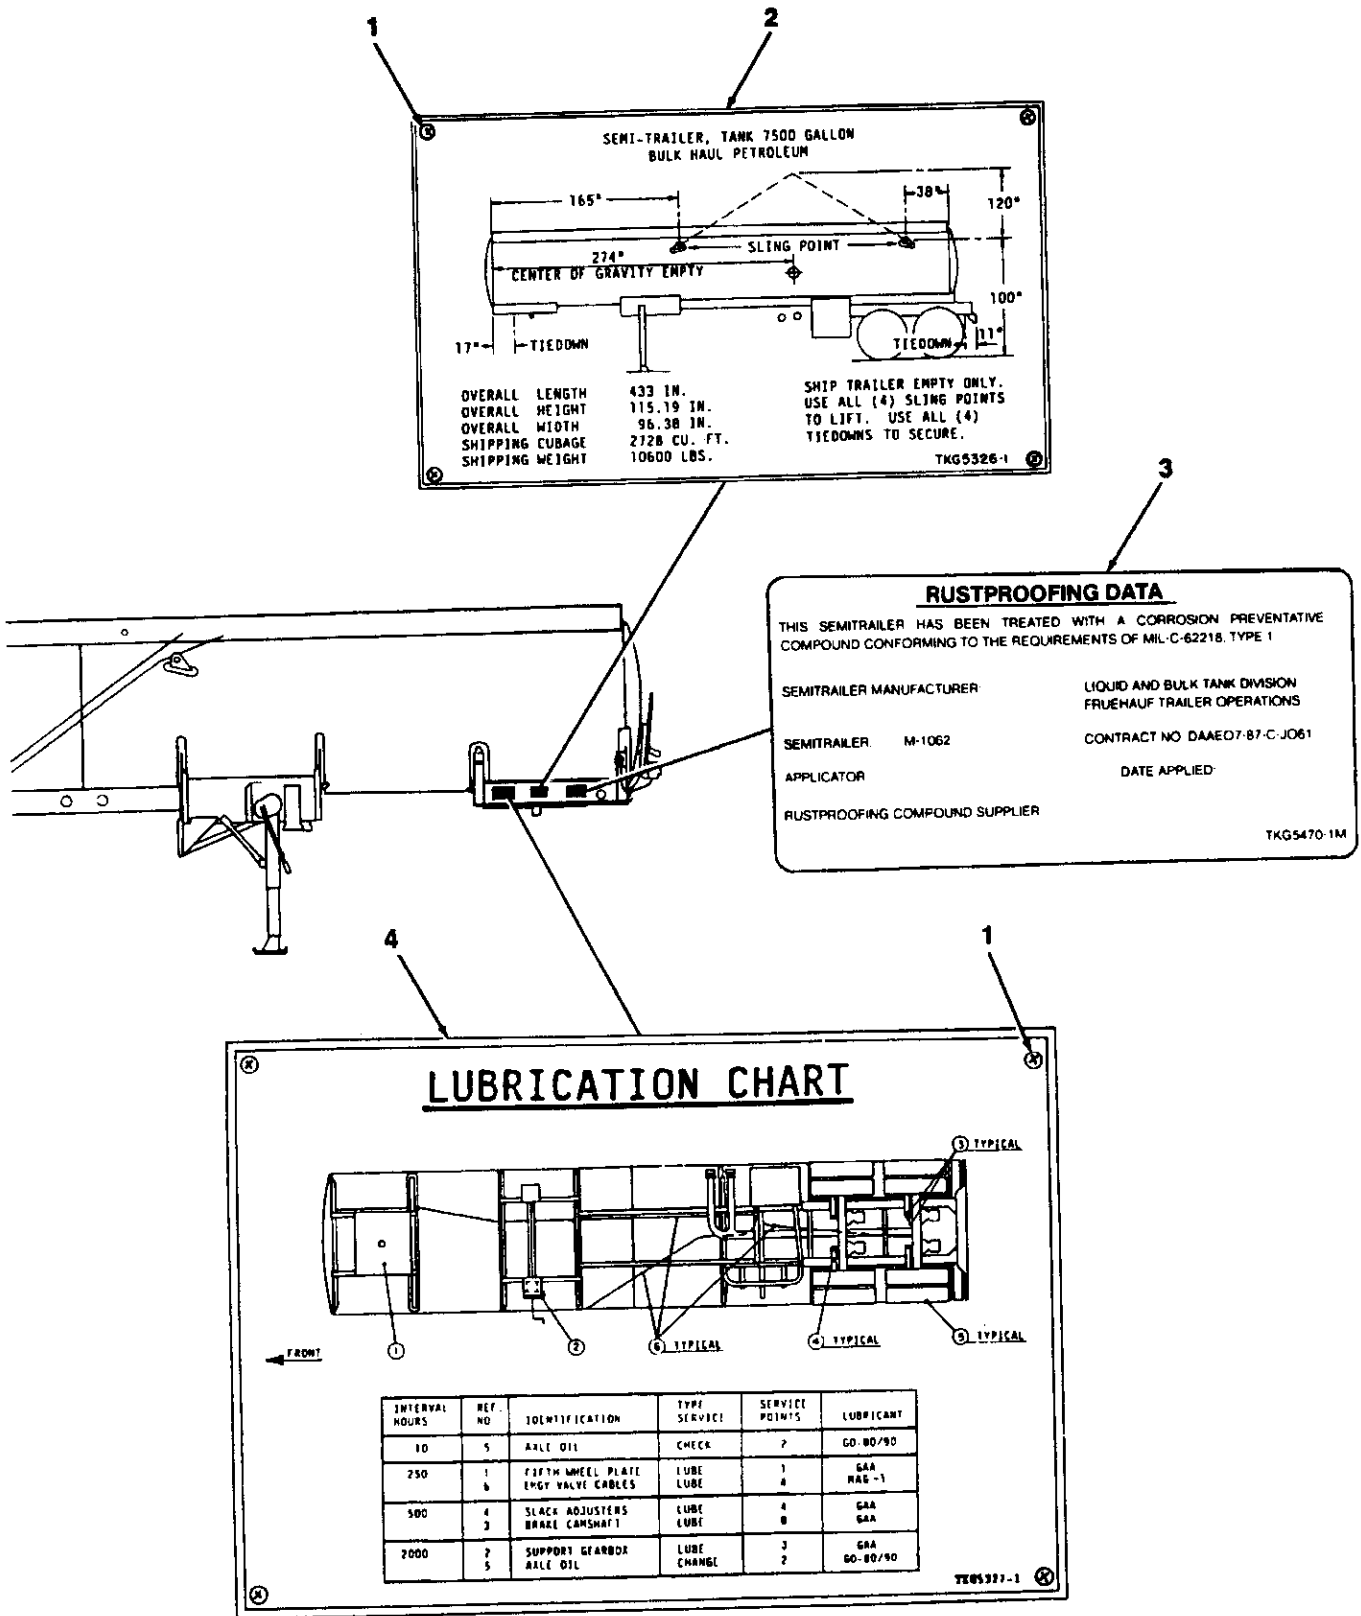 1
2
SEMI-TRAILER, TANK 7500 GALLON
BULK HAUL PETROLEUM
165"
38"
120"
SLING POINT
274"
CENTER OF GRAVITY EMPTY
100"
17"
TIEDOWN
TIEDOWN
11"
OVERALL LENGTH 433 IN.
OVERALL HEIGHT 115.19 IN.
OVERALL WIDTH 96.38 IN.
SHIPPING CUBAGE 2728 CU. FT.
SHIPPING WEIGHT 10600 LBS.
SHIP TRAILER EMPTY ONLY.
USE ALL (4) SLING POINTS
TO LIFT. USE ALL (4)
TIEDOWNS TO SECURE.
TKG5326-1
3
RUSTPROOFING DATA
THIS SEMITRAILER HAS BEEN TREATED WITH A CORROSION PREVENTATIVE
COMPOUND CONFORMING TO THE REQUIREMENTS OF MIL-C-62218, TYPE 1
SEMITRAILER MANUFACTURER LIQUID AND BULK TANK DIVISION
FRUEHAUF TRAILER OPERATIONS
SEMITRAILER M-1062 CONTRACT NO DAAEO7-87-C-JO61
APPLICATOR DATE APPLIED
RUSTPROOFING COMPOUND SUPPLIER
TKG5470-1M
4
1
LUBRICATION CHART
3 TYPICAL
1
2
6 TYPICAL
4 TYPICAL
5 TYPICAL
FRONT
INTERVAL HOURS REF. NO IDENTIFICATION TYPE SERVICE SERVICE POINTS LUBRICANT
10 5 AXLE OIL CHECK 2 GO-80/90
250 1 FIFTH WHEEL PLATE LUBE 1 GAA
6 EMGY VALVE CABLES LUBE 4
500 4 SLACK ADJUSTERS LUBE 4 GAA
3 BRAKE CAMSHAFT LUBE 8 GAA
2000 2 SUPPORT GEARBOX LUBE 3 GAA
5 AXLE OIL CHANGE 2 GO-80/90
TKG5327-1